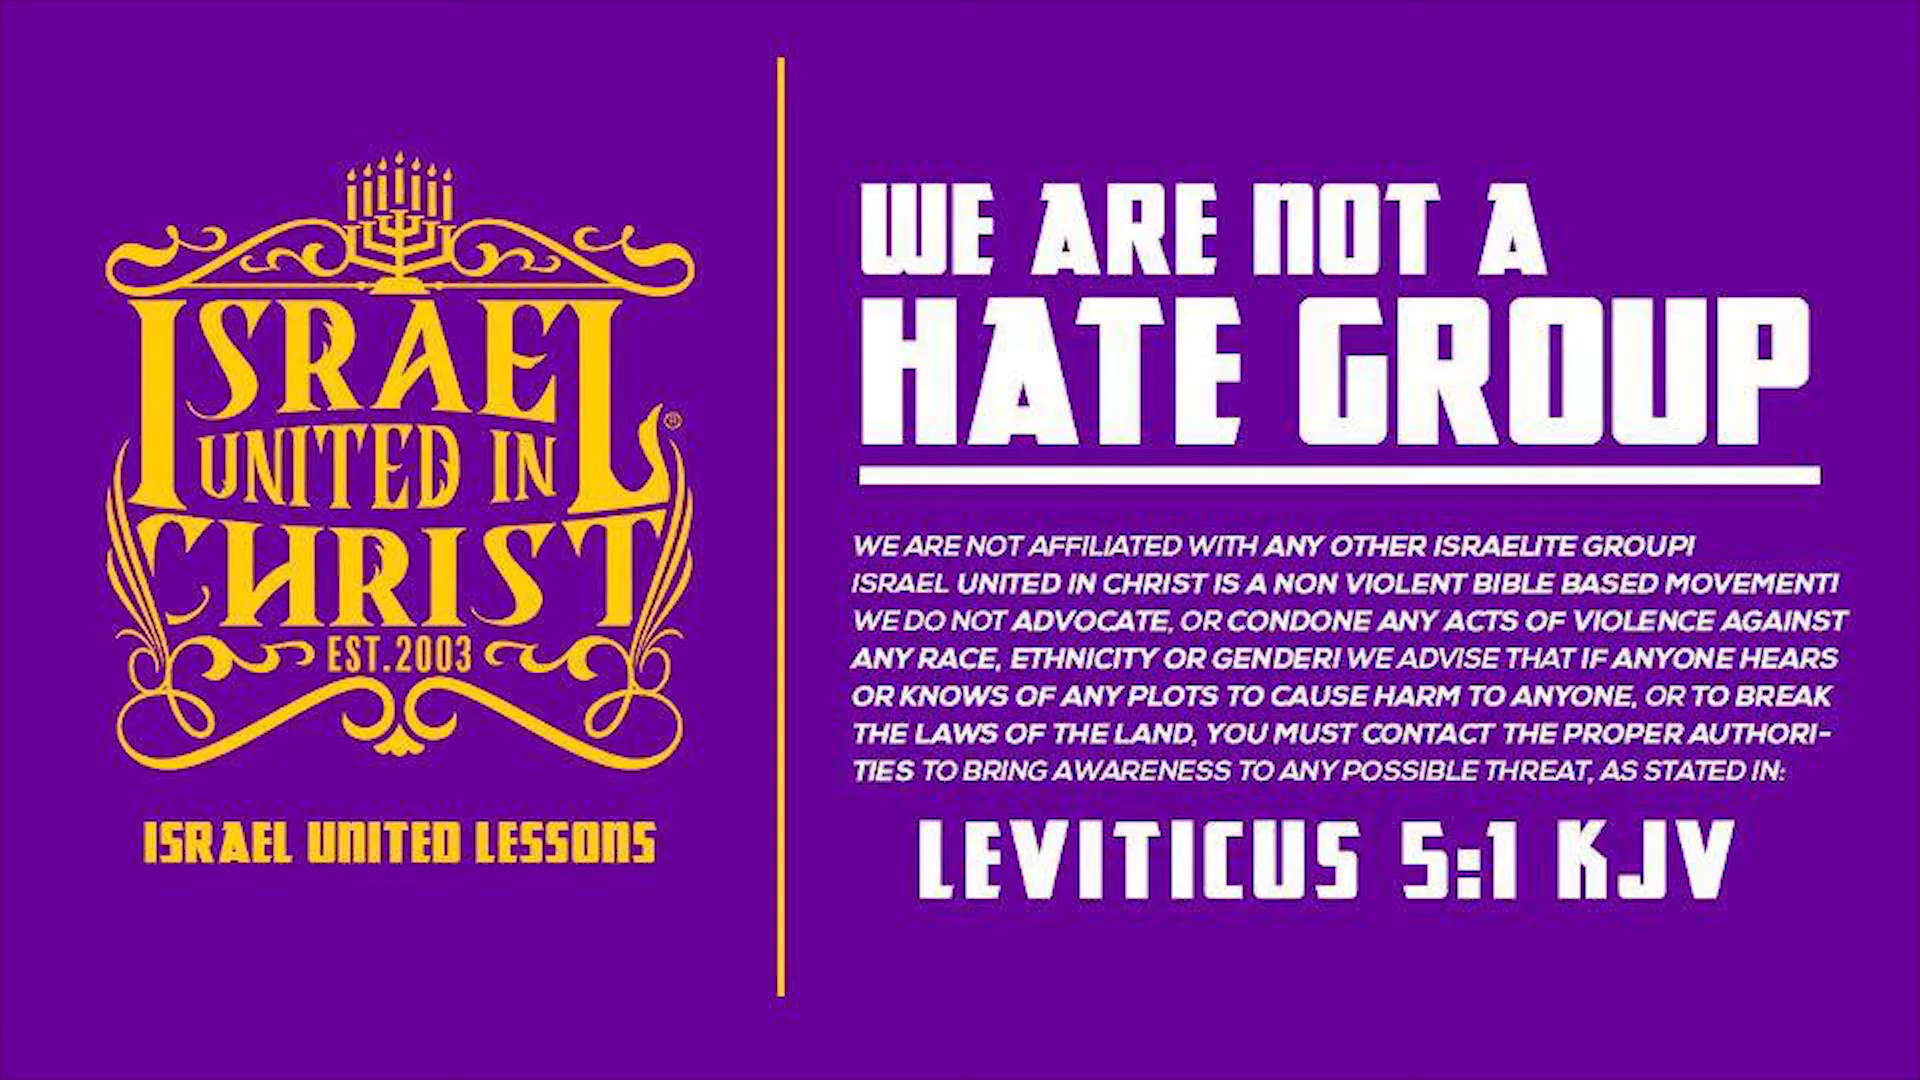 ISRAEL
UNITED IN
CHRIST
®
EST.2003
ISRAEL UNITED LESSONS
WE ARE NOT A
HATE GROUP
WE ARE NOT AFFILIATED WITH ANY OTHER ISRAELITE GROUP!
ISRAEL UNITED IN CHRIST IS A NON VIOLENT BIBLE BASED MOVEMENT!
WE DO NOT ADVOCATE, OR CONDONE ANY ACTS OF VIOLENCE AGAINST
ANY RACE, ETHNICITY OR GENDER! WE ADVISE THAT IF ANYONE HEARS
OR KNOWS OF ANY PLOTS TO CAUSE HARM TO ANYONE, OR TO BREAK
THE LAWS OF THE LAND, YOU MUST CONTACT THE PROPER AUTHORI-
TIES TO BRING AWARENESS TO ANY POSSIBLE THREAT, AS STATED IN:
LEVITICUS 5:1 KJV